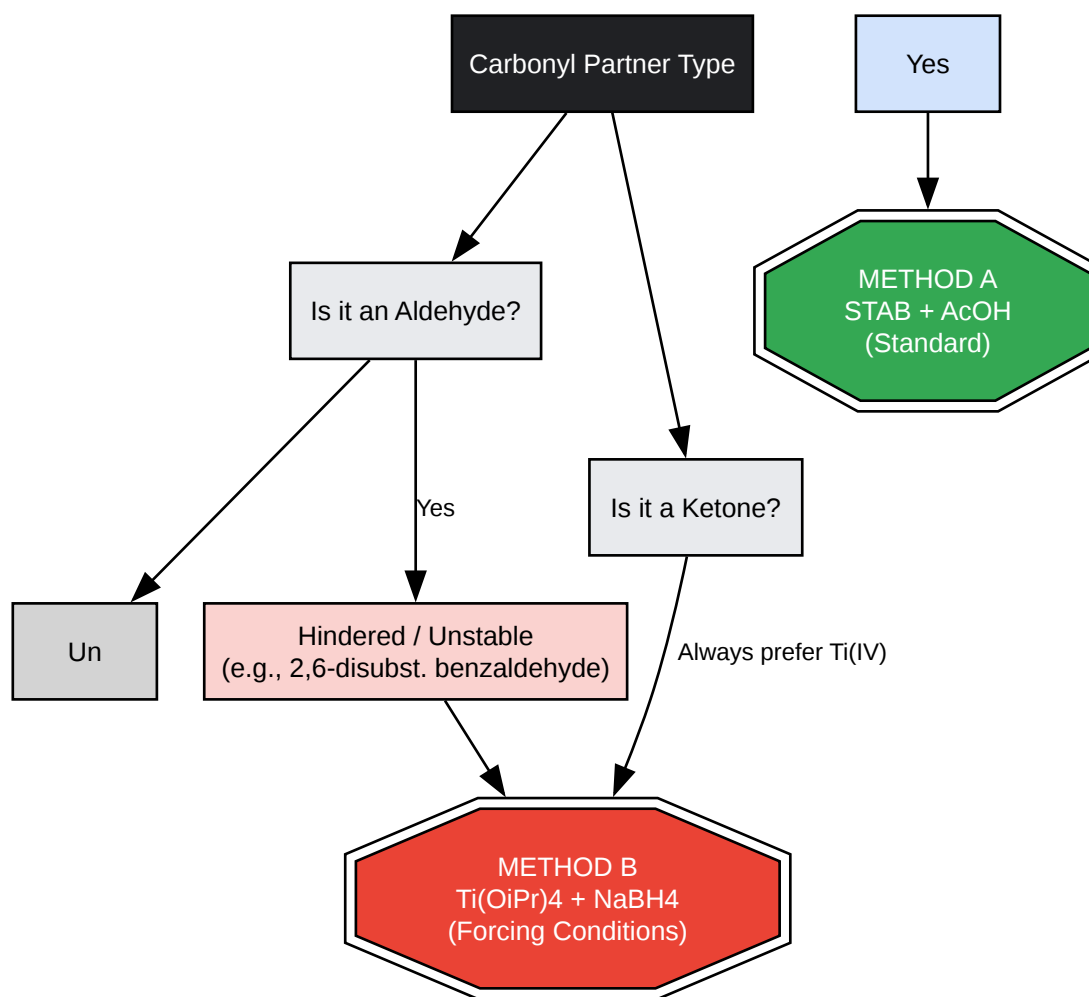 Carbonyl Partner Type
Yes
Is it an Aldehyde?
METHOD A
STAB + AcOH
(Standard)
Is it a Ketone?
Yes
Un
Hindered / Unstable
(e.g., 2,6-disubst. benzaldehyde)
Always prefer Ti(IV)
METHOD B
Ti(OiPr)4 + NaBH4
(Forcing Conditions)